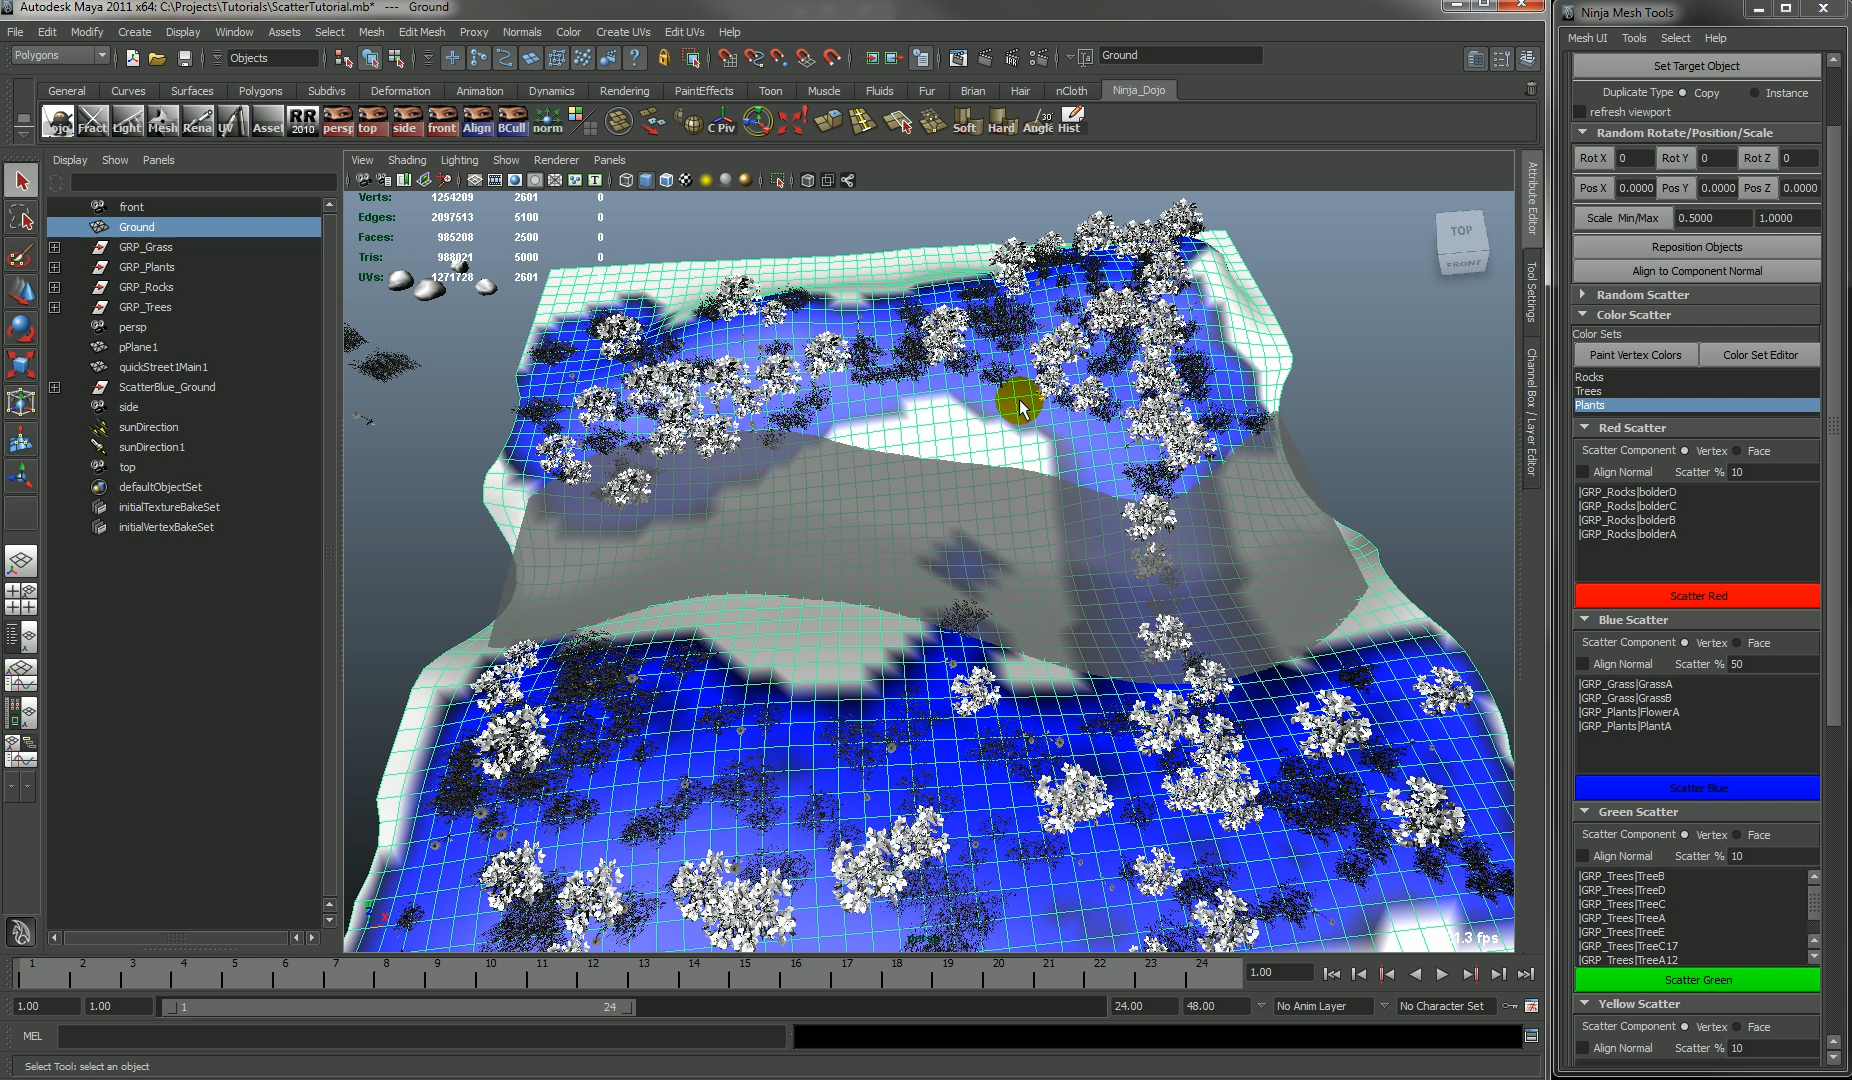 Autodesk Maya 2011 x64: C:\Projects\Tutorials\ScatterTutorial.mb* --- Ground
File Edit Modify Create Display Window Assets Select Mesh Edit Mesh Proxy Normals Color Create UVs Edit UVs Help
Polygons Objects Ground
General Curves Surfaces Polygons Subdivs Deformation Animation Dynamics Rendering PaintEffects Toon Muscle Fluids Fur Brian Hair nCloth Ninja_Dojo
Dojo Fract Light Mesh Rena UV Asset RR 2010 persp top side front Align BCull norm C Piv Soft Hard Angle 30 Hist
Display Show Panels
front
Ground
GRP_Grass
GRP_Plants
GRP_Rocks
GRP_Trees
persp
pPlane1
quickStreet1Main1
ScatterBlue_Ground
side
sunDirection
sunDirection1
top
defaultObjectSet
initialTextureBakeSet
initialVertexBakeSet
View Shading Lighting Show Renderer Panels
Verts: 1254209 2601 0
Edges: 2097513 5100 0
Faces: 985208 2500 0
Tris: 988021 5000 0
UVs: 1271728 2601 0
TOP
FRONT
1.3 fps
Attribute Editor
Tool Settings
Channel Box / Layer Editor
1 2 3 4 5 6 7 8 9 10 11 12 13 14 15 16 17 18 19 20 21 22 23 24 1.00
1.00 1.00 1 24 24.00 48.00 No Anim Layer No Character Set
MEL
Select Tool: select an object
Ninja Mesh Tools
Mesh UI Tools Select Help
Set Target Object
Duplicate Type Copy Instance
refresh viewport
Random Rotate/Position/Scale
Rot X 0 Rot Y 0 Rot Z 0
Pos X 0.0000 Pos Y 0.0000 Pos Z 0.0000
Scale Min/Max 0.5000 1.0000
Reposition Objects
Align to Component Normal
Random Scatter
Color Scatter
Color Sets
Paint Vertex Colors Color Set Editor
Rocks
Trees
Plants
Red Scatter
Scatter Component Vertex Face
Align Normal Scatter % 10
|GRP_Rocks|bolderD
|GRP_Rocks|bolderC
|GRP_Rocks|bolderB
|GRP_Rocks|bolderA
Scatter Red
Blue Scatter
Scatter Component Vertex Face
Align Normal Scatter % 50
|GRP_Grass|GrassA
|GRP_Grass|GrassB
|GRP_Plants|FlowerA
|GRP_Plants|PlantA
Scatter Blue
Green Scatter
Scatter Component Vertex Face
Align Normal Scatter % 10
|GRP_Trees|TreeB
|GRP_Trees|TreeD
|GRP_Trees|TreeC
|GRP_Trees|TreeA
|GRP_Trees|TreeE
|GRP_Trees|TreeC17
|GRP_Trees|TreeA12
Scatter Green
Yellow Scatter
Scatter Component Vertex Face
Align Normal Scatter % 10